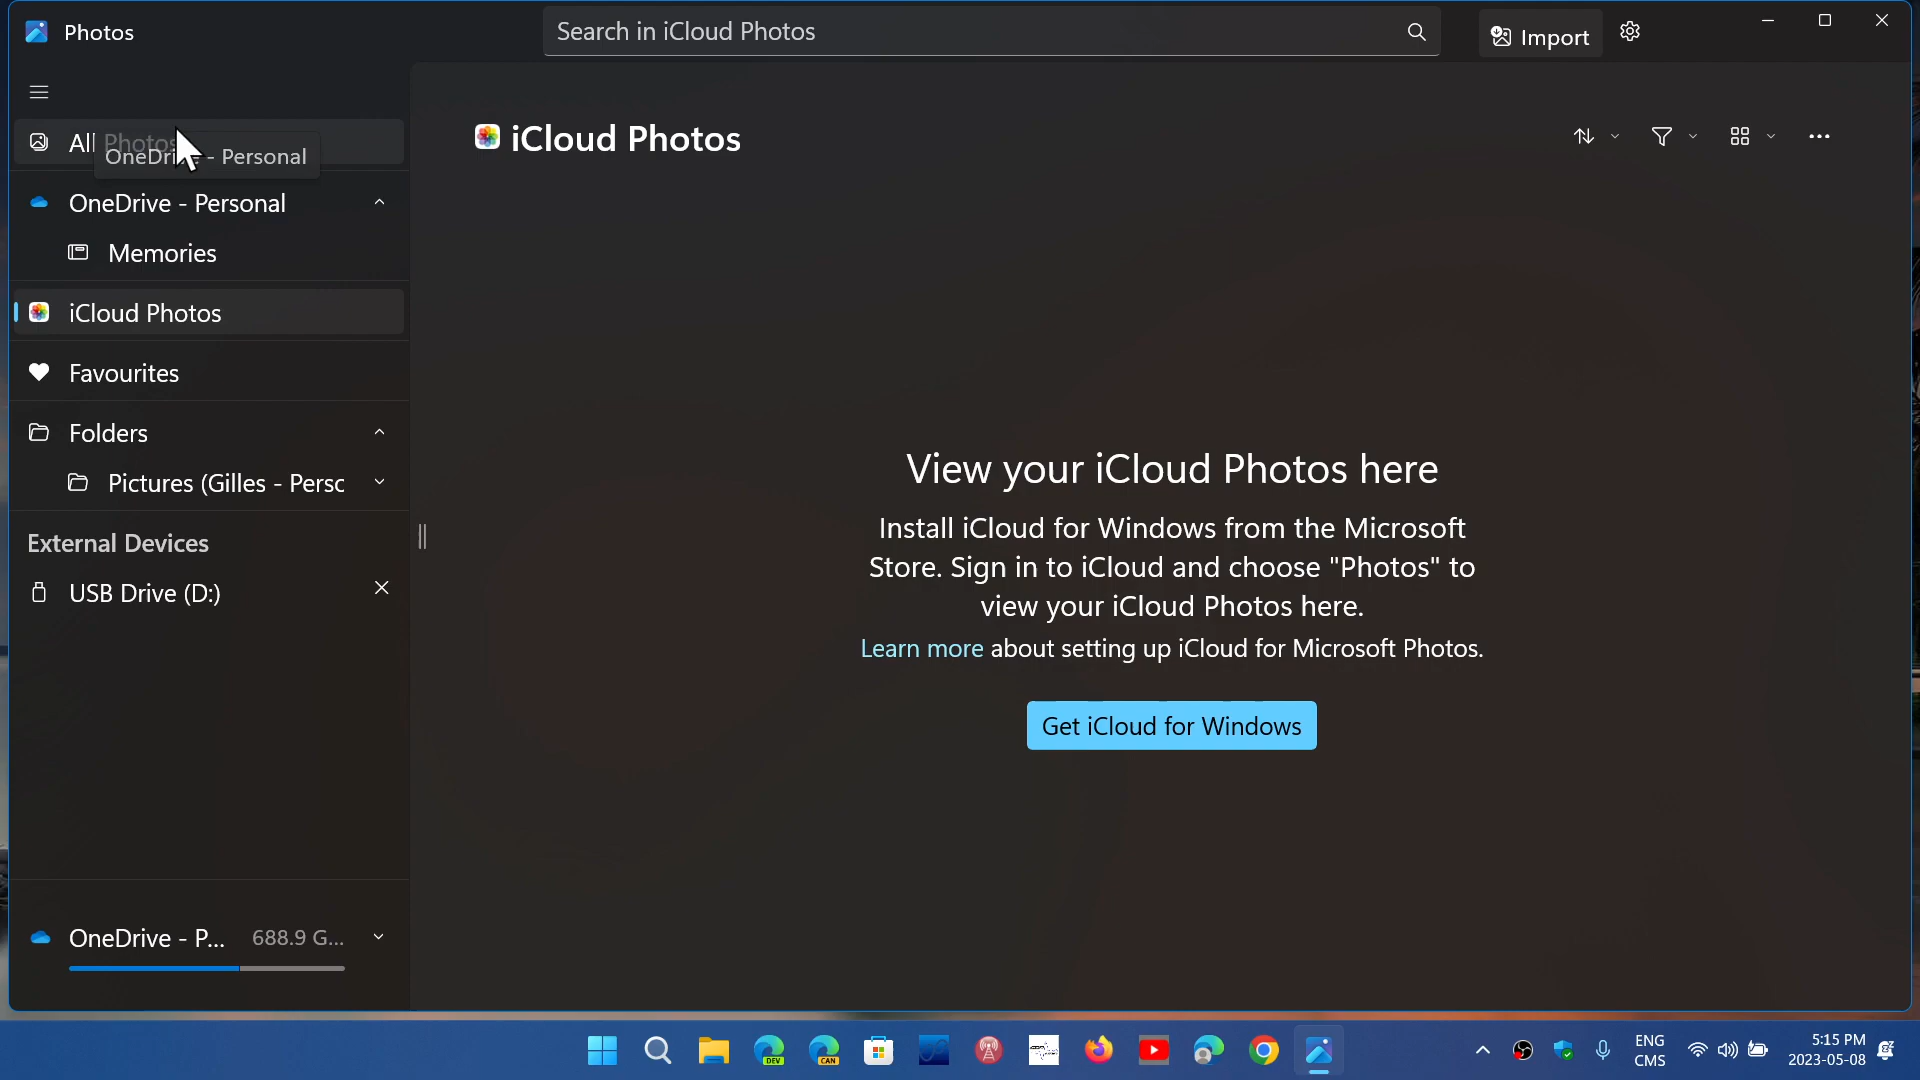 Photos
Search in iCloud Photos
Import
All Photos
OneDrive - Personal
OneDrive - Personal
Memories
iCloud Photos
Favourites
Folders
Pictures (Gilles - Persc
External Devices
USB Drive (D:)
OneDrive - P... 688.9 G...
iCloud Photos
View your iCloud Photos here
Install iCloud for Windows from the Microsoft
Store. Sign in to iCloud and choose "Photos" to
view your iCloud Photos here.
Learn more about setting up iCloud for Microsoft Photos.
Get iCloud for Windows
DEV
CAN
ENG
CMS
5:15 PM
2023-05-08